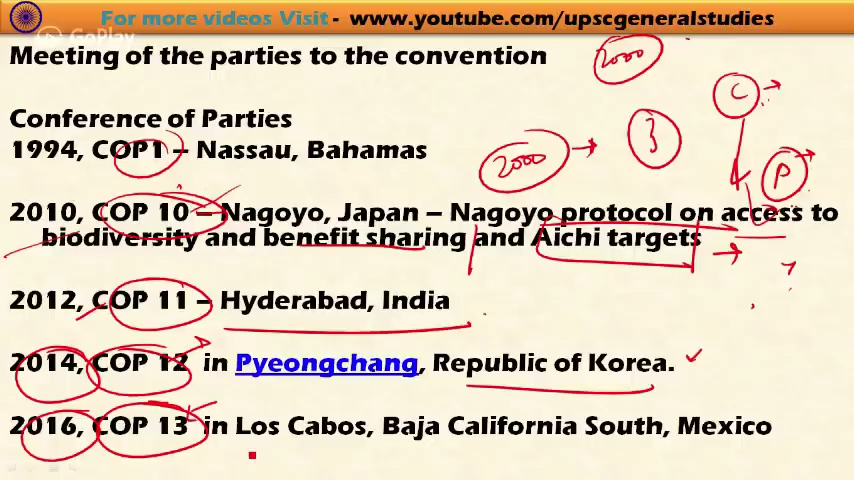 For more videos Visit - www.youtube.com/upscgeneralstudies
GoPlay
Meeting of the parties to the convention
2000
C
Conference of Parties
1994, COP1 – Nassau, Bahamas
2000
3
P
2010, COP 10 – Nagoyo, Japan – Nagoyo protocol on access to
biodiversity and benefit sharing and Aichi targets
2012, COP 11 – Hyderabad, India
2014, COP 12 in Pyeongchang, Republic of Korea.
2016, COP 13 in Los Cabos, Baja California South, Mexico